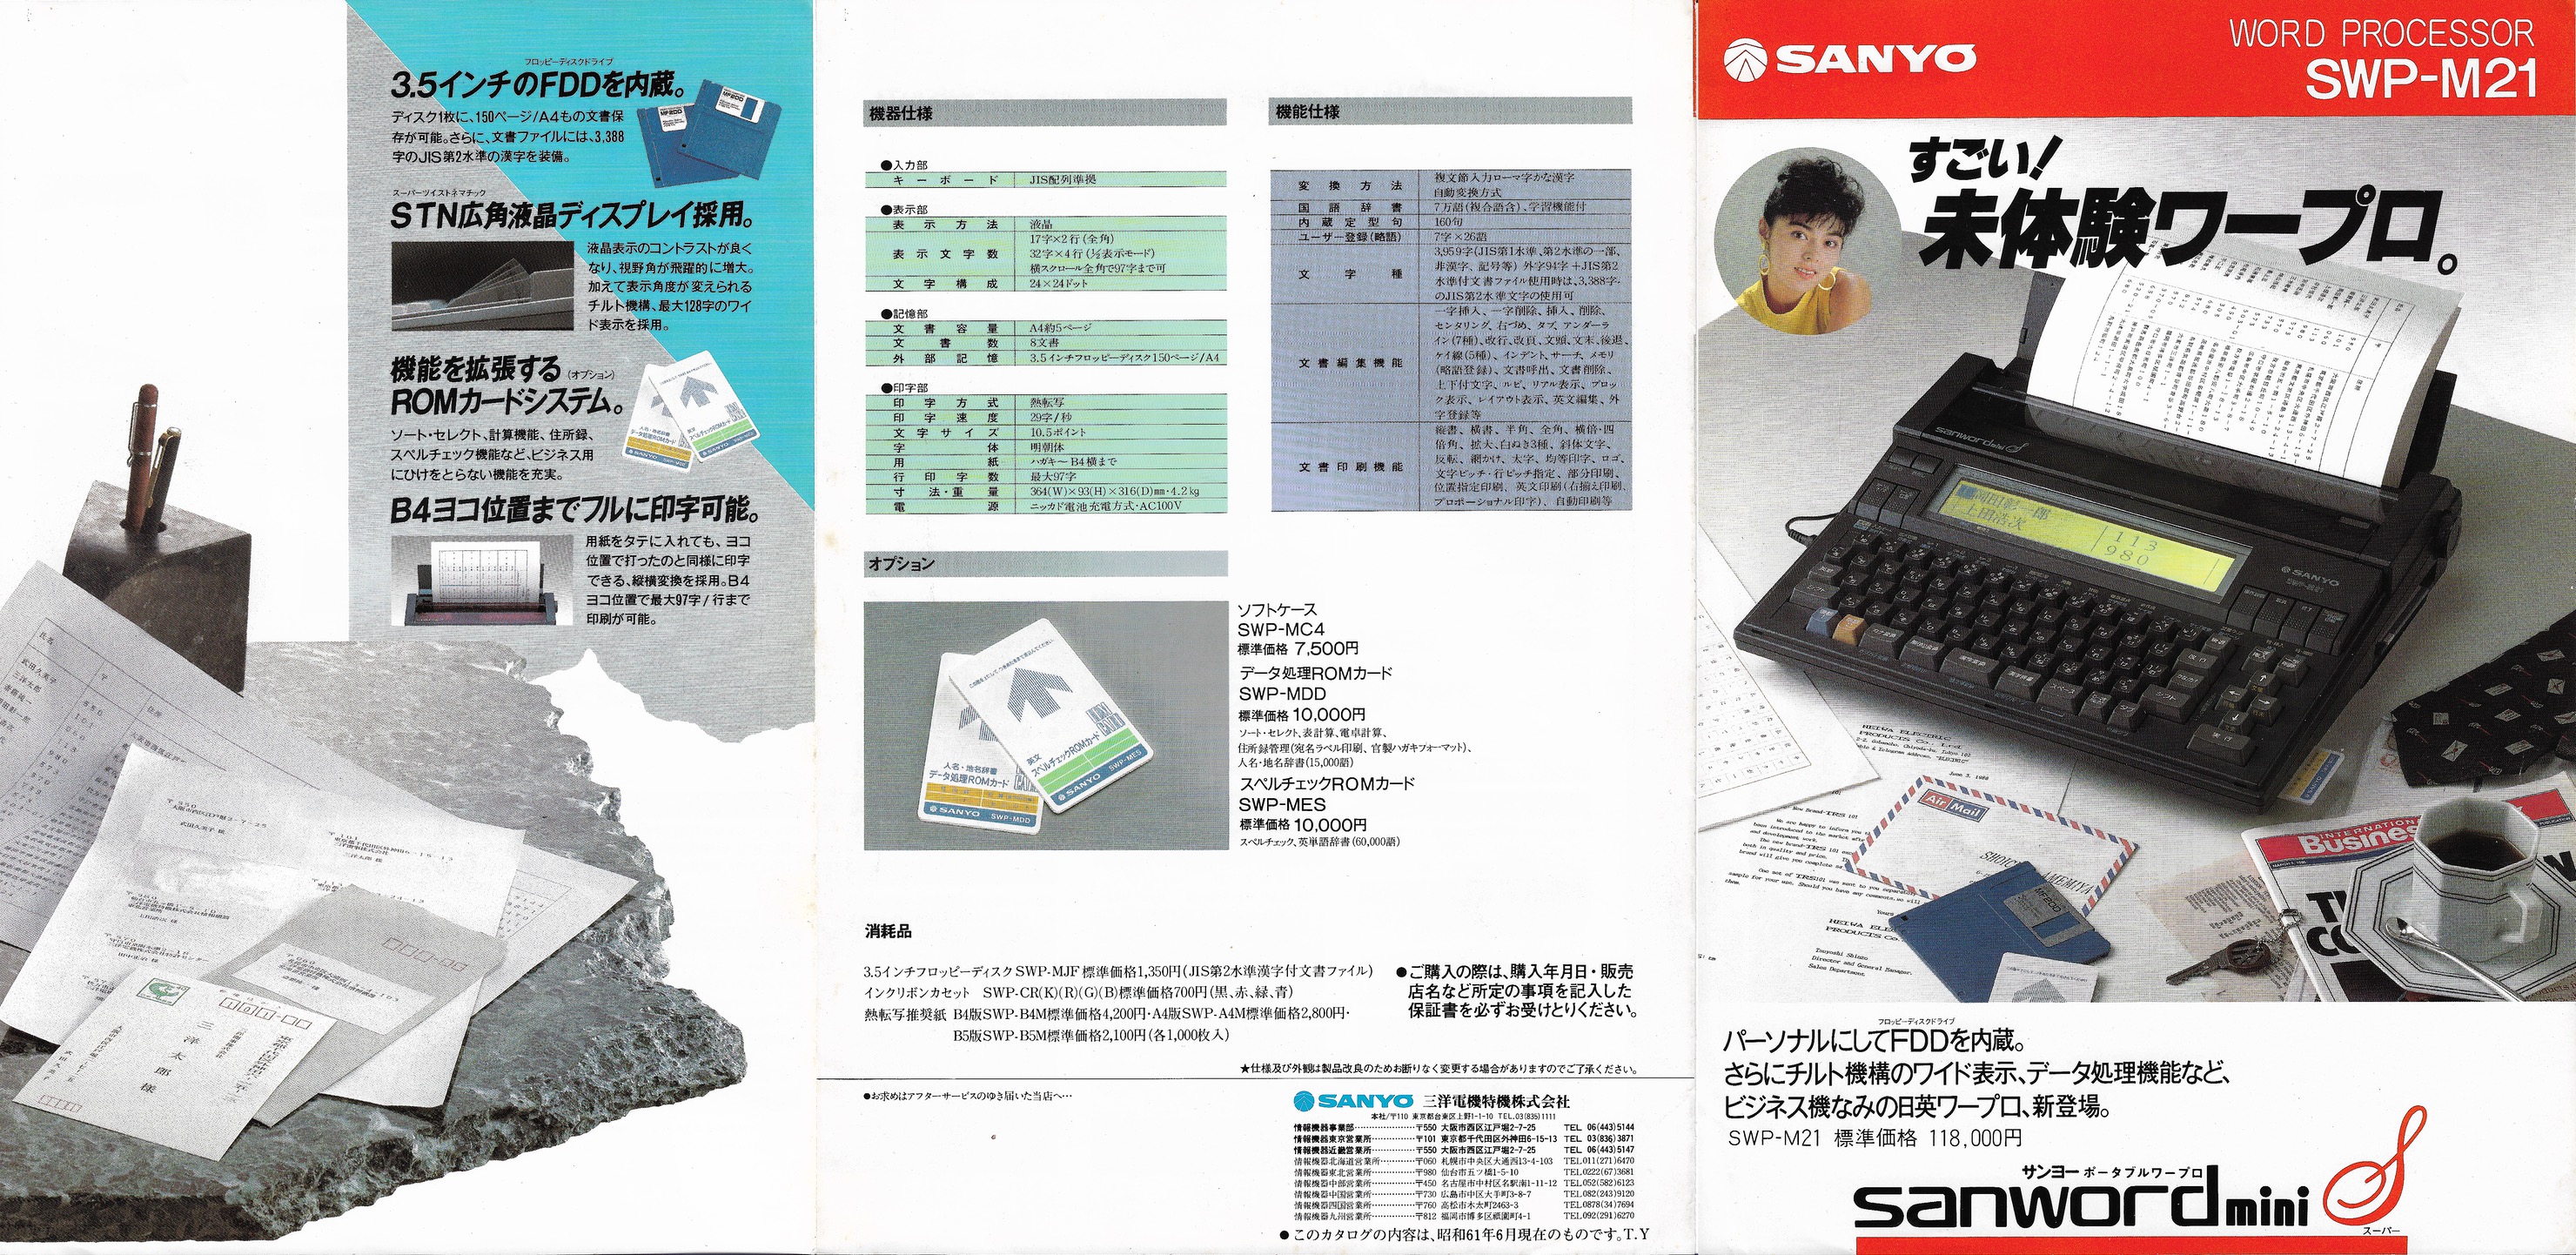 フロッピーディスクドライブ
3.5インチのFDDを内蔵。
ディスク1枚に、150ページ/A4もの文書保
存が可能。さらに、文書ファイルには、3,388
字のJIS第2水準の漢字を装備。
スーパーツイストネマチック
STN広角液晶ディスプレイ採用。
液晶表示のコントラストが良く
なり、視野角が飛躍的に増大。
加えて表示角度が変えられる
チルト機構、最大128字のワイ
ド表示を採用。
機能を拡張する(オプション)
ROMカードシステム。
ソート・セレクト、計算機能、住所録、
スペルチェック機能など、ビジネス用
にひけをとらない機能を充実。
B4ヨコ位置までフルに印字可能。
用紙をタテに入れても、ヨコ
位置で打ったのと同様に印字
できる、縦横変換を採用。B4
ヨコ位置で最大97字/行まで
印刷が可能。
三洋太郎様
機器仕様
●入力部
キーボード JIS配列準拠
●表示部
表示方法 液晶
表示文字数 17字×2行(全角)
32字×4行(½表示モード)
横スクロール全角で97字まで可
文字構成 24×24ドット
●記憶部
文書容量 A4約5ページ
文書数 8文書
外部記憶 3.5インチフロッピーディスク150ページ/A4
●印字部
印字方式 熱転写
印字速度 29字/秒
文字サイズ 10.5ポイント
字体 明朝体
用紙 ハガキ〜B4横まで
行印字数 最大97字
寸法・重量 364(W)×93(H)×316(D)mm・4.2kg
電源 ニッカド電池充電方式・AC100V
機能仕様
変換方法 複文節入力ローマ字かな漢字
自動変換方式
国語辞書 7万語(複合語含)、学習機能付
内蔵定型句 160句
ユーザー登録(略語) 7字×26語
文字種 3,959字(JIS第1水準、第2水準の一部、
非漢字、記号等) 外字94字+JIS第2
水準付文書ファイル使用時は、3,388字・
のJIS第2水準文字の使用可
文書編集機能 一字挿入、一字削除、挿入、削除、
センタリング、右づめ、タブ、アンダーラ
イン(7種)、改行、改頁、文頭、文末、後退、
ケイ線(5種)、インデント、サーチ、メモリ
(略語登録)、文書呼出、文書削除、
上下付文字、ルビ、リアル表示、ブロッ
ク表示、レイアウト表示、英文編集、外
字登録等
文書印刷機能 縦書、横書、半角、全角、横倍・四
倍角、拡大、白ぬき3種、斜体文字、
反転、網かけ、太字、均等印字、ロゴ、
文字ピッチ・行ピッチ指定、部分印刷、
位置指定印刷、英文印刷(右揃え印刷、
プロポーショナル印字)、自動印刷等
オプション
人名・地名辞書
データ処理ROMカード
SANYO SWP-MDD
英文
スペルチェックROMカード
SANYO SWP-MES
ソフトケース
SWP-MC4
標準価格 7,500円
データ処理ROMカード
SWP-MDD
標準価格 10,000円
ソート・セレクト、表計算、電卓計算、
住所録管理(宛名ラベル印刷、官製ハガキフォーマット)、
人名・地名辞書(15,000語)
スペルチェックROMカード
SWP-MES
標準価格 10,000円
スペルチェック、英単語辞書(60,000語)
消耗品
3.5インチフロッピーディスク SWP-MJF 標準価格1,350円(JIS第2水準漢字付文書ファイル)
インクリボンカセット SWP-CR(K)(R)(G)(B)標準価格700円(黒、赤、緑、青)
熱転写推奨紙 B4版SWP-B4M標準価格4,200円・A4版SWP-A4M標準価格2,800円・
B5版SWP-B5M標準価格2,100円(各1,000枚入)
●ご購入の際は、購入年月日・販売
店名など所定の事項を記入した
保証書を必ずお受けとりください。
★仕様及び外観は製品改良のためお断りなく変更する場合がありますのでご了承ください。
●お求めはアフターサービスのゆき届いた当店へ…
SANYO 三洋電機特機株式会社
本社/〒110 東京都台東区上野1-1-10 TEL.03(835)1111
情報機器事業部…〒550 大阪市西区江戸堀2-7-25 TEL 06(443)5144
情報機器東京営業所…〒101 東京都千代田区外神田6-15-13 TEL 03(836)3871
情報機器近畿営業所…〒550 大阪市西区江戸堀2-7-25 TEL 06(443)5147
情報機器北海道営業所…〒060 札幌市中央区大通西13-4-103 TEL011(271)6470
情報機器東北営業所…〒980 仙台市五ツ橋1-5-10 TEL0222(67)3681
情報機器中部営業所…〒450 名古屋市中村区名駅南1-11-12 TEL052(582)6123
情報機器中国営業所…〒730 広島市中区大手町3-8-7 TEL082(243)9120
情報機器四国営業所…〒760 高松市木太町2463-3 TEL0878(34)7694
情報機器九州営業所…〒812 福岡市博多区祇園町4-1 TEL092(291)6270
●このカタログの内容は、昭和61年6月現在のものです。T.Y
SANYO
WORD PROCESSOR
SWP-M21
すごい!
未体験ワープロ。
sanword mini
113
980
SANYO
HEIWA ELECTRIC
PRODUCTS Co., Ltd.
Air Mail
INTERNATIONAL
Business
HEIWA
PRODUCTS Co.
Tsuyoshi Shinto
Director and General Manager.
Sales Department
フロッピーディスクドライブ
パーソナルにしてFDDを内蔵。
さらにチルト機構のワイド表示、データ処理機能など、
ビジネス機なみの日英ワープロ、新登場。
SWP-M21 標準価格 118,000円
サンヨーポータブルワープロ
sanword mini S
スーパー